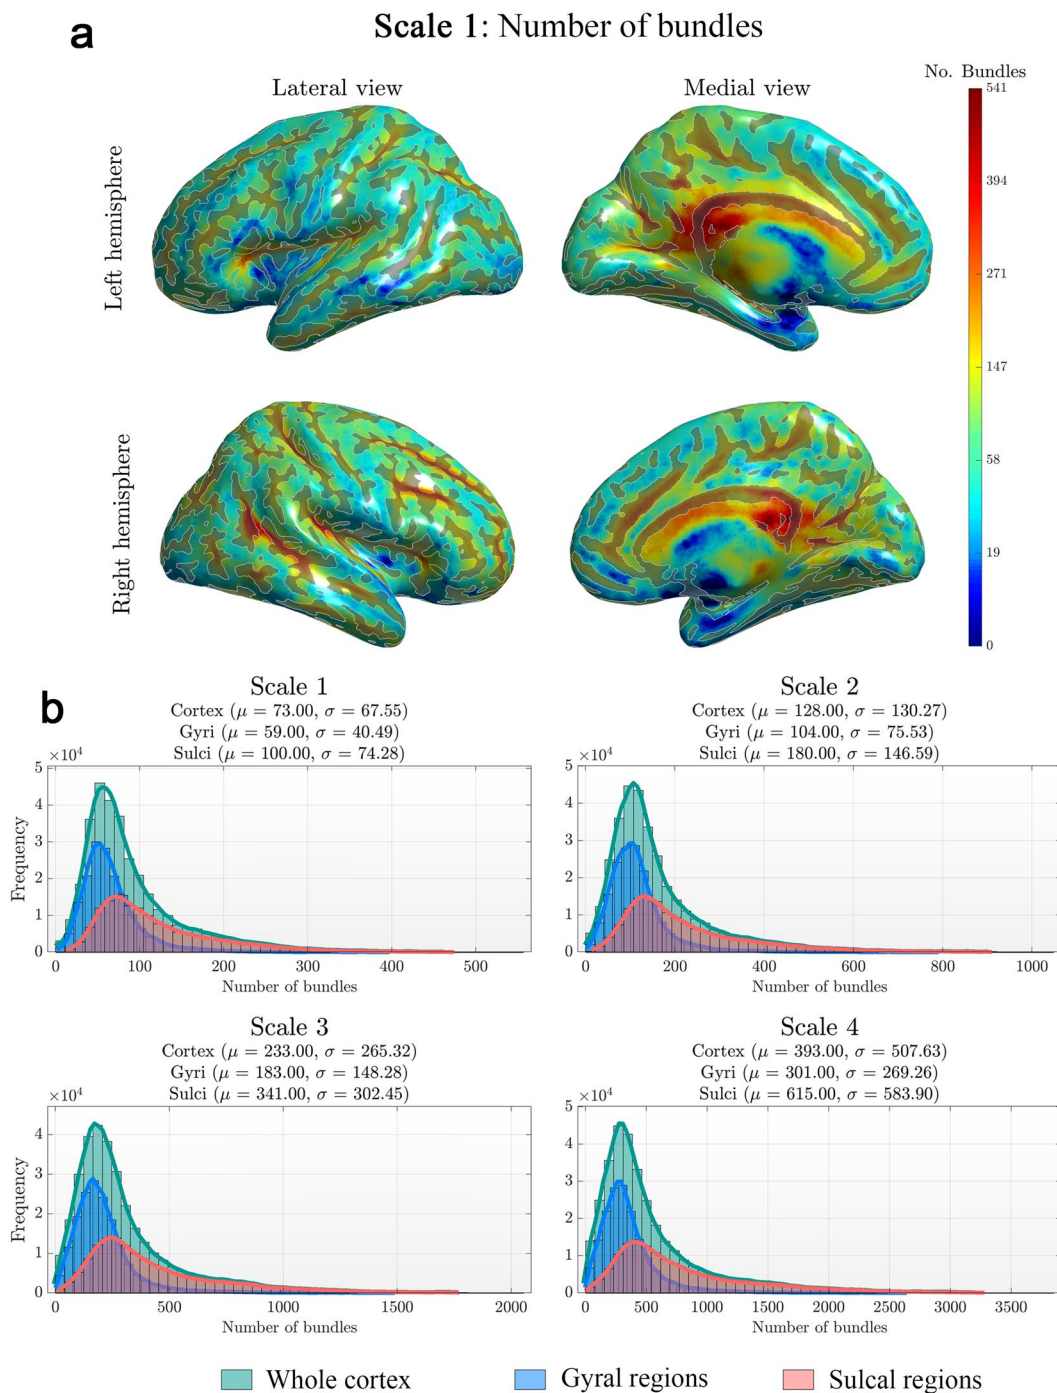 a
Scale 1: Number of bundles
Lateral view
Medial view
No. Bundles
Left hemisphere
Right hemisphere
541
394
271
147
58
19
0
b
Scale 1
Cortex (μ = 73.00, σ = 67.55)
Gyri (μ = 59.00, σ = 40.49)
Sulci (μ = 100.00, σ = 74.28)
×10⁴
5
4
3
2
1
0
Frequency
0 100 200 300 400 500
Number of bundles
Scale 2
Cortex (μ = 128.00, σ = 130.27)
Gyri (μ = 104.00, σ = 75.53)
Sulci (μ = 180.00, σ = 146.59)
×10⁴
5
4
3
2
1
0
0 200 400 600 800 1000
Number of bundles
Scale 3
Cortex (μ = 233.00, σ = 265.32)
Gyri (μ = 183.00, σ = 148.28)
Sulci (μ = 341.00, σ = 302.45)
×10⁴
4
3
2
1
0
Frequency
0 500 1000 1500 2000
Number of bundles
Scale 4
Cortex (μ = 393.00, σ = 507.63)
Gyri (μ = 301.00, σ = 269.26)
Sulci (μ = 615.00, σ = 583.90)
×10⁴
5
4
3
2
1
0
0 500 1000 1500 2000 2500 3000 3500
Number of bundles
Whole cortex
Gyral regions
Sulcal regions